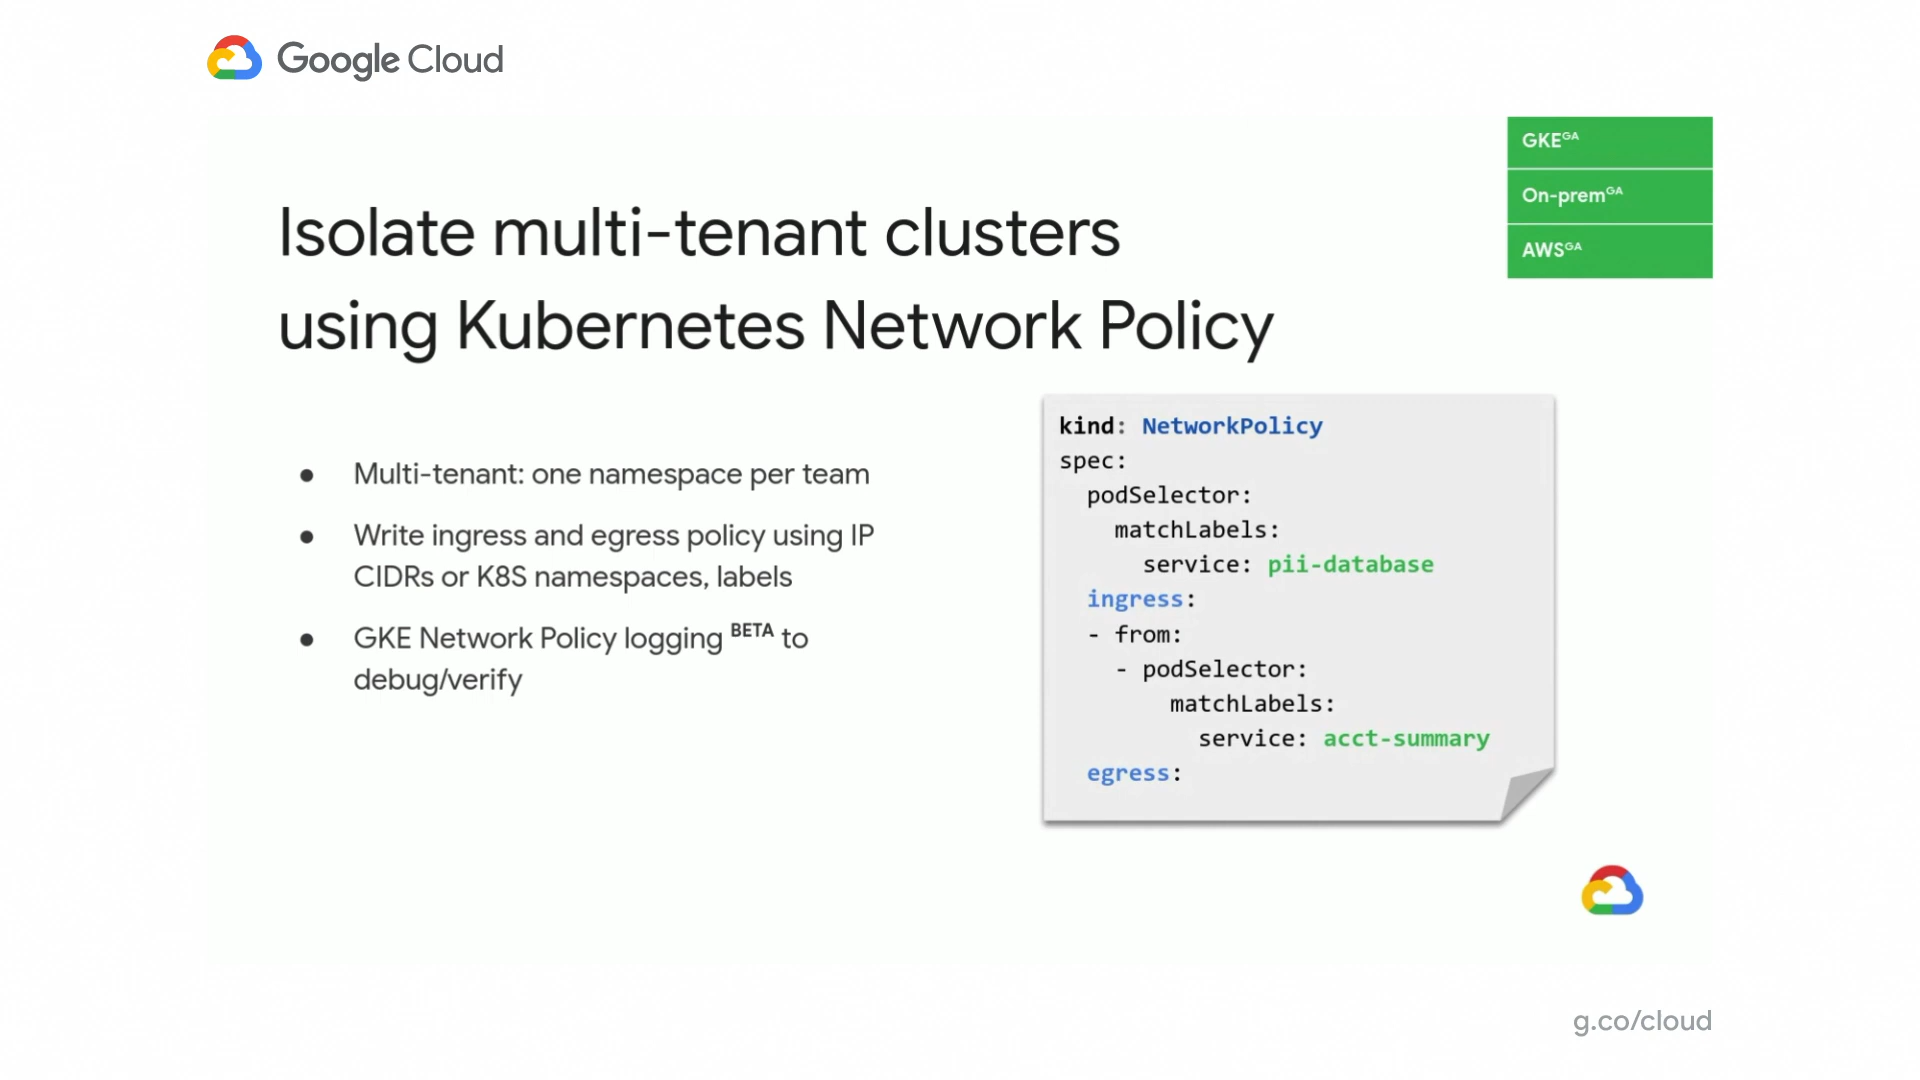 Google Cloud
GKE GA
On-prem GA
AWS GA
Isolate multi-tenant clusters
using Kubernetes Network Policy
● Multi-tenant: one namespace per team
● Write ingress and egress policy using IP
CIDRs or K8S namespaces, labels
● GKE Network Policy logging BETA to
debug/verify
kind: NetworkPolicy
spec:
  podSelector:
    matchLabels:
      service: pii-database
  ingress:
  - from:
    - podSelector:
        matchLabels:
          service: acct-summary
  egress:
g.co/cloud